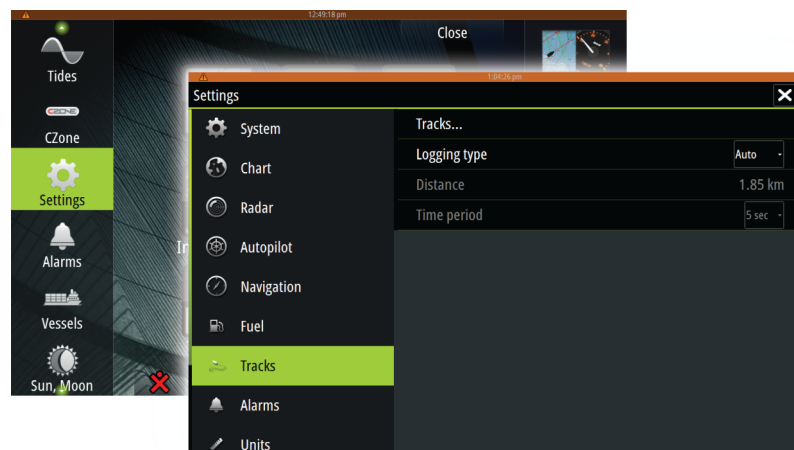 12:49:18 pm
Close
Tides
CZONE
CZone
Settings
Alarms
Vessels
Sun, Moon
1:04:26 pm
Settings
System
Chart
Radar
Autopilot
Navigation
Fuel
Tracks
Alarms
Units
Tracks...
Logging type
Auto
Distance
1.85 km
Time period
5 sec